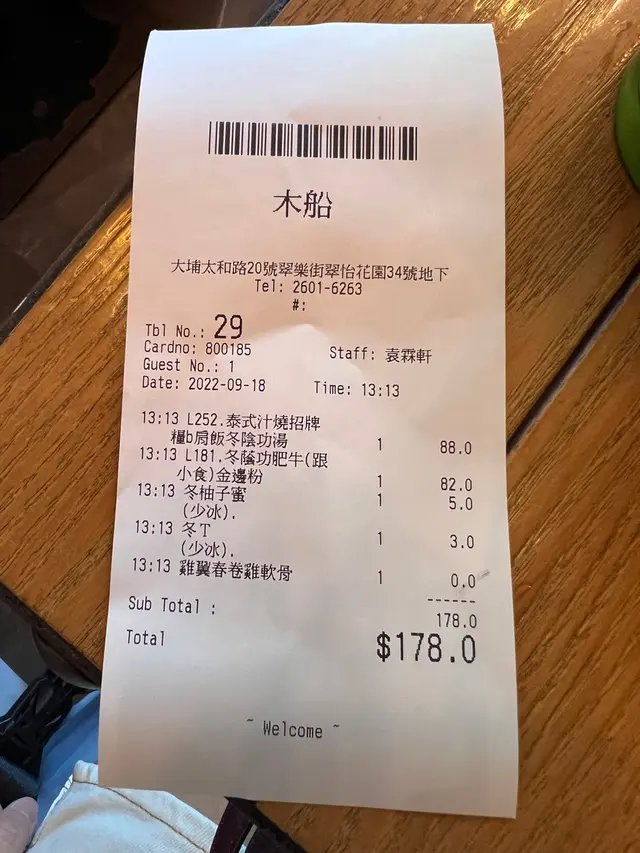 木船
大埔太和路20號翠樂街翠怡花園34號地下
Tel: 2601-6263
#:
Tbl No.: 29
Cardno: 800185 Staff: 袁霖軒
Guest No.: 1
Date: 2022-09-18 Time: 13:13
13:13 L252.泰式汁燒招牌
糧b肩飯冬陰功湯 1 88.0
13:13 L181.冬蔭功肥牛(跟
小食)金邊粉 1 82.0
13:13 冬柚子蜜 1 5.0
(少冰).
13:13 冬T 1 3.0
(少冰).
13:13 雞翼春卷雞軟骨 1 0.0
------
Sub Total : 178.0
Total $178.0
~ Welcome ~